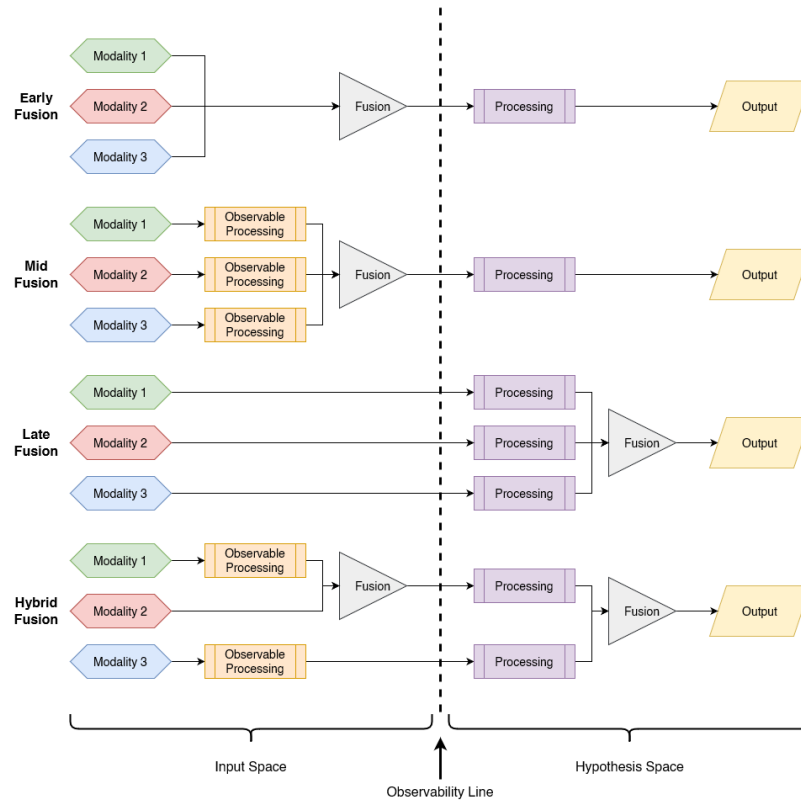 Modality 1
Early
Fusion
Modality 2
Fusion
Processing
Output
Modality 3
Modality 1
Observable
Processing
Mid
Fusion
Modality 2
Observable
Processing
Fusion
Processing
Output
Modality 3
Observable
Processing
Modality 1
Processing
Late
Fusion
Modality 2
Processing
Fusion
Output
Modality 3
Processing
Modality 1
Observable
Processing
Fusion
Processing
Hybrid
Fusion
Modality 2
Fusion
Output
Modality 3
Observable
Processing
Processing
Input Space
Hypothesis Space
Observability Line